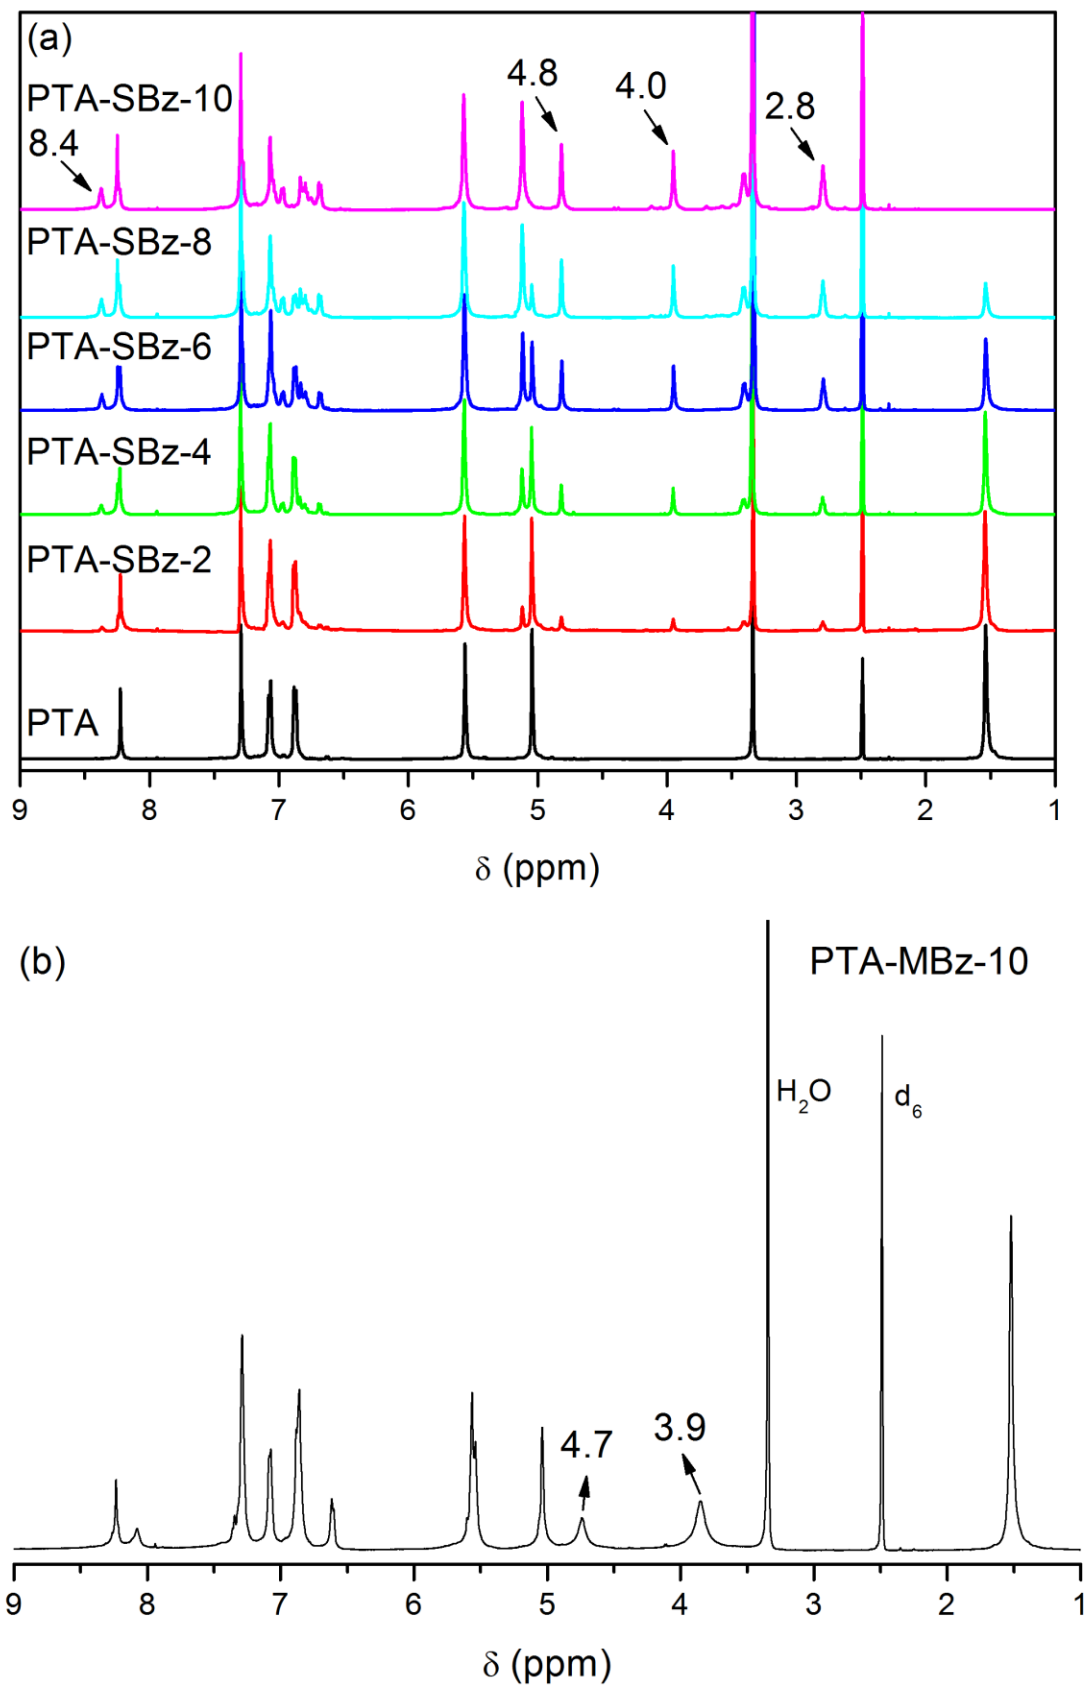 (a)
PTA-SBz-10
8.4
4.8
4.0
2.8
PTA-SBz-8
PTA-SBz-6
PTA-SBz-4
PTA-SBz-2
PTA
9 8 7 6 5 4 3 2 1
δ (ppm)
(b)
PTA-MBz-10
H₂O
d₆
4.7
3.9
9 8 7 6 5 4 3 2 1
δ (ppm)